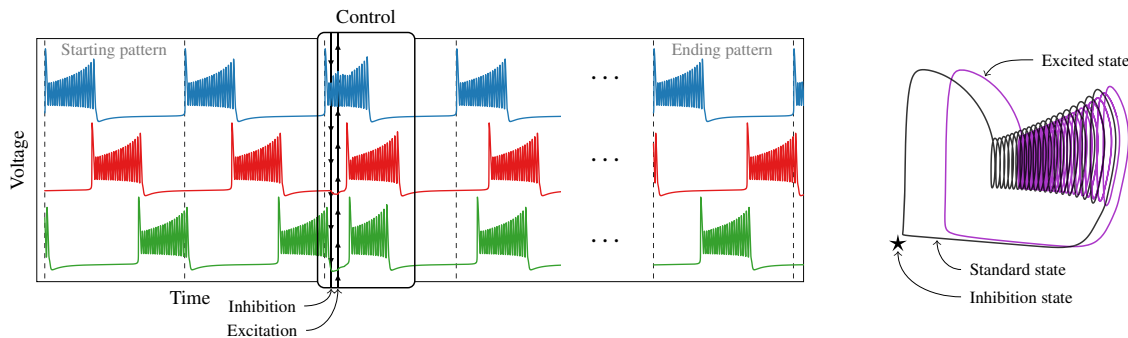 Control
Starting pattern
Ending pattern
Voltage
...
...
...
Time
Inhibition
Excitation
Excited state
Standard state
Inhibition state